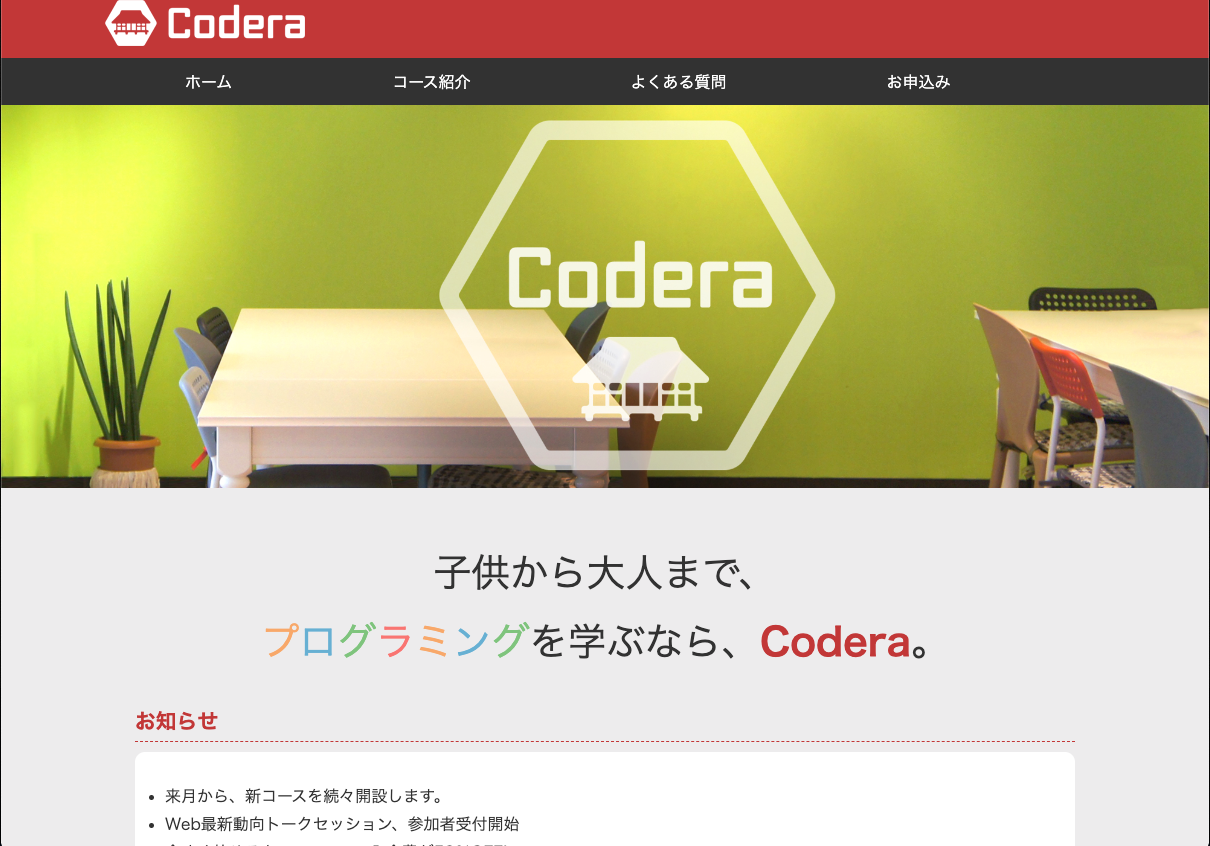 Codera
ホーム
コース紹介
よくある質問
お申込み
Codera
子供から大人まで、
プログラミングを学ぶなら、Codera。
お知らせ
来月から、新コースを続々開設します。
Web最新動向トークセッション、参加者受付開始